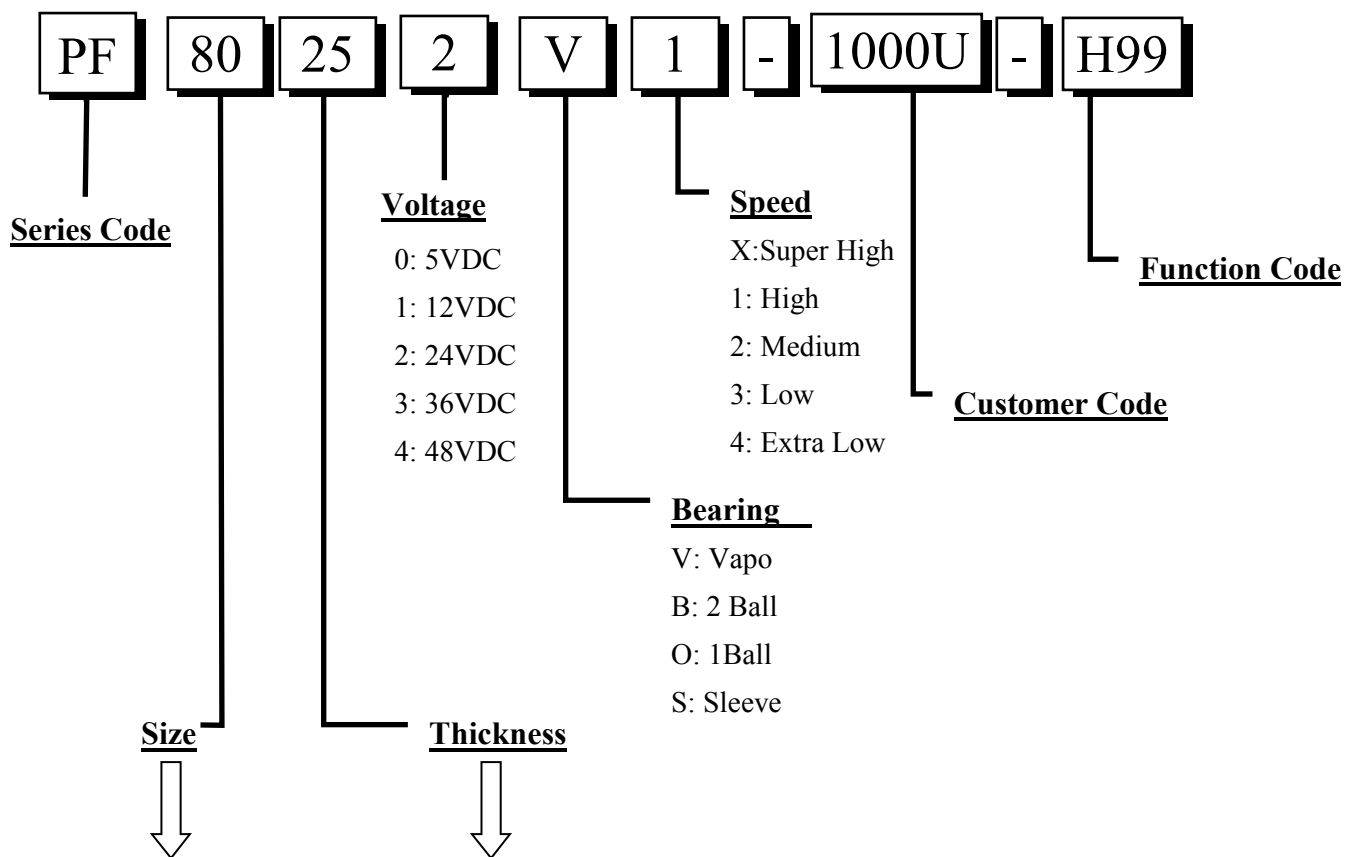 PF 80 25 2 V 1 - 1000U - H99
Series Code
Voltage
0: 5VDC
1: 12VDC
2: 24VDC
3: 36VDC
4: 48VDC
Speed
X:Super High
1: High
2: Medium
3: Low
4: Extra Low
Function Code
Customer Code
Bearing
V: Vapo
B: 2 Ball
O: 1Ball
S: Sleeve
Size
Thickness